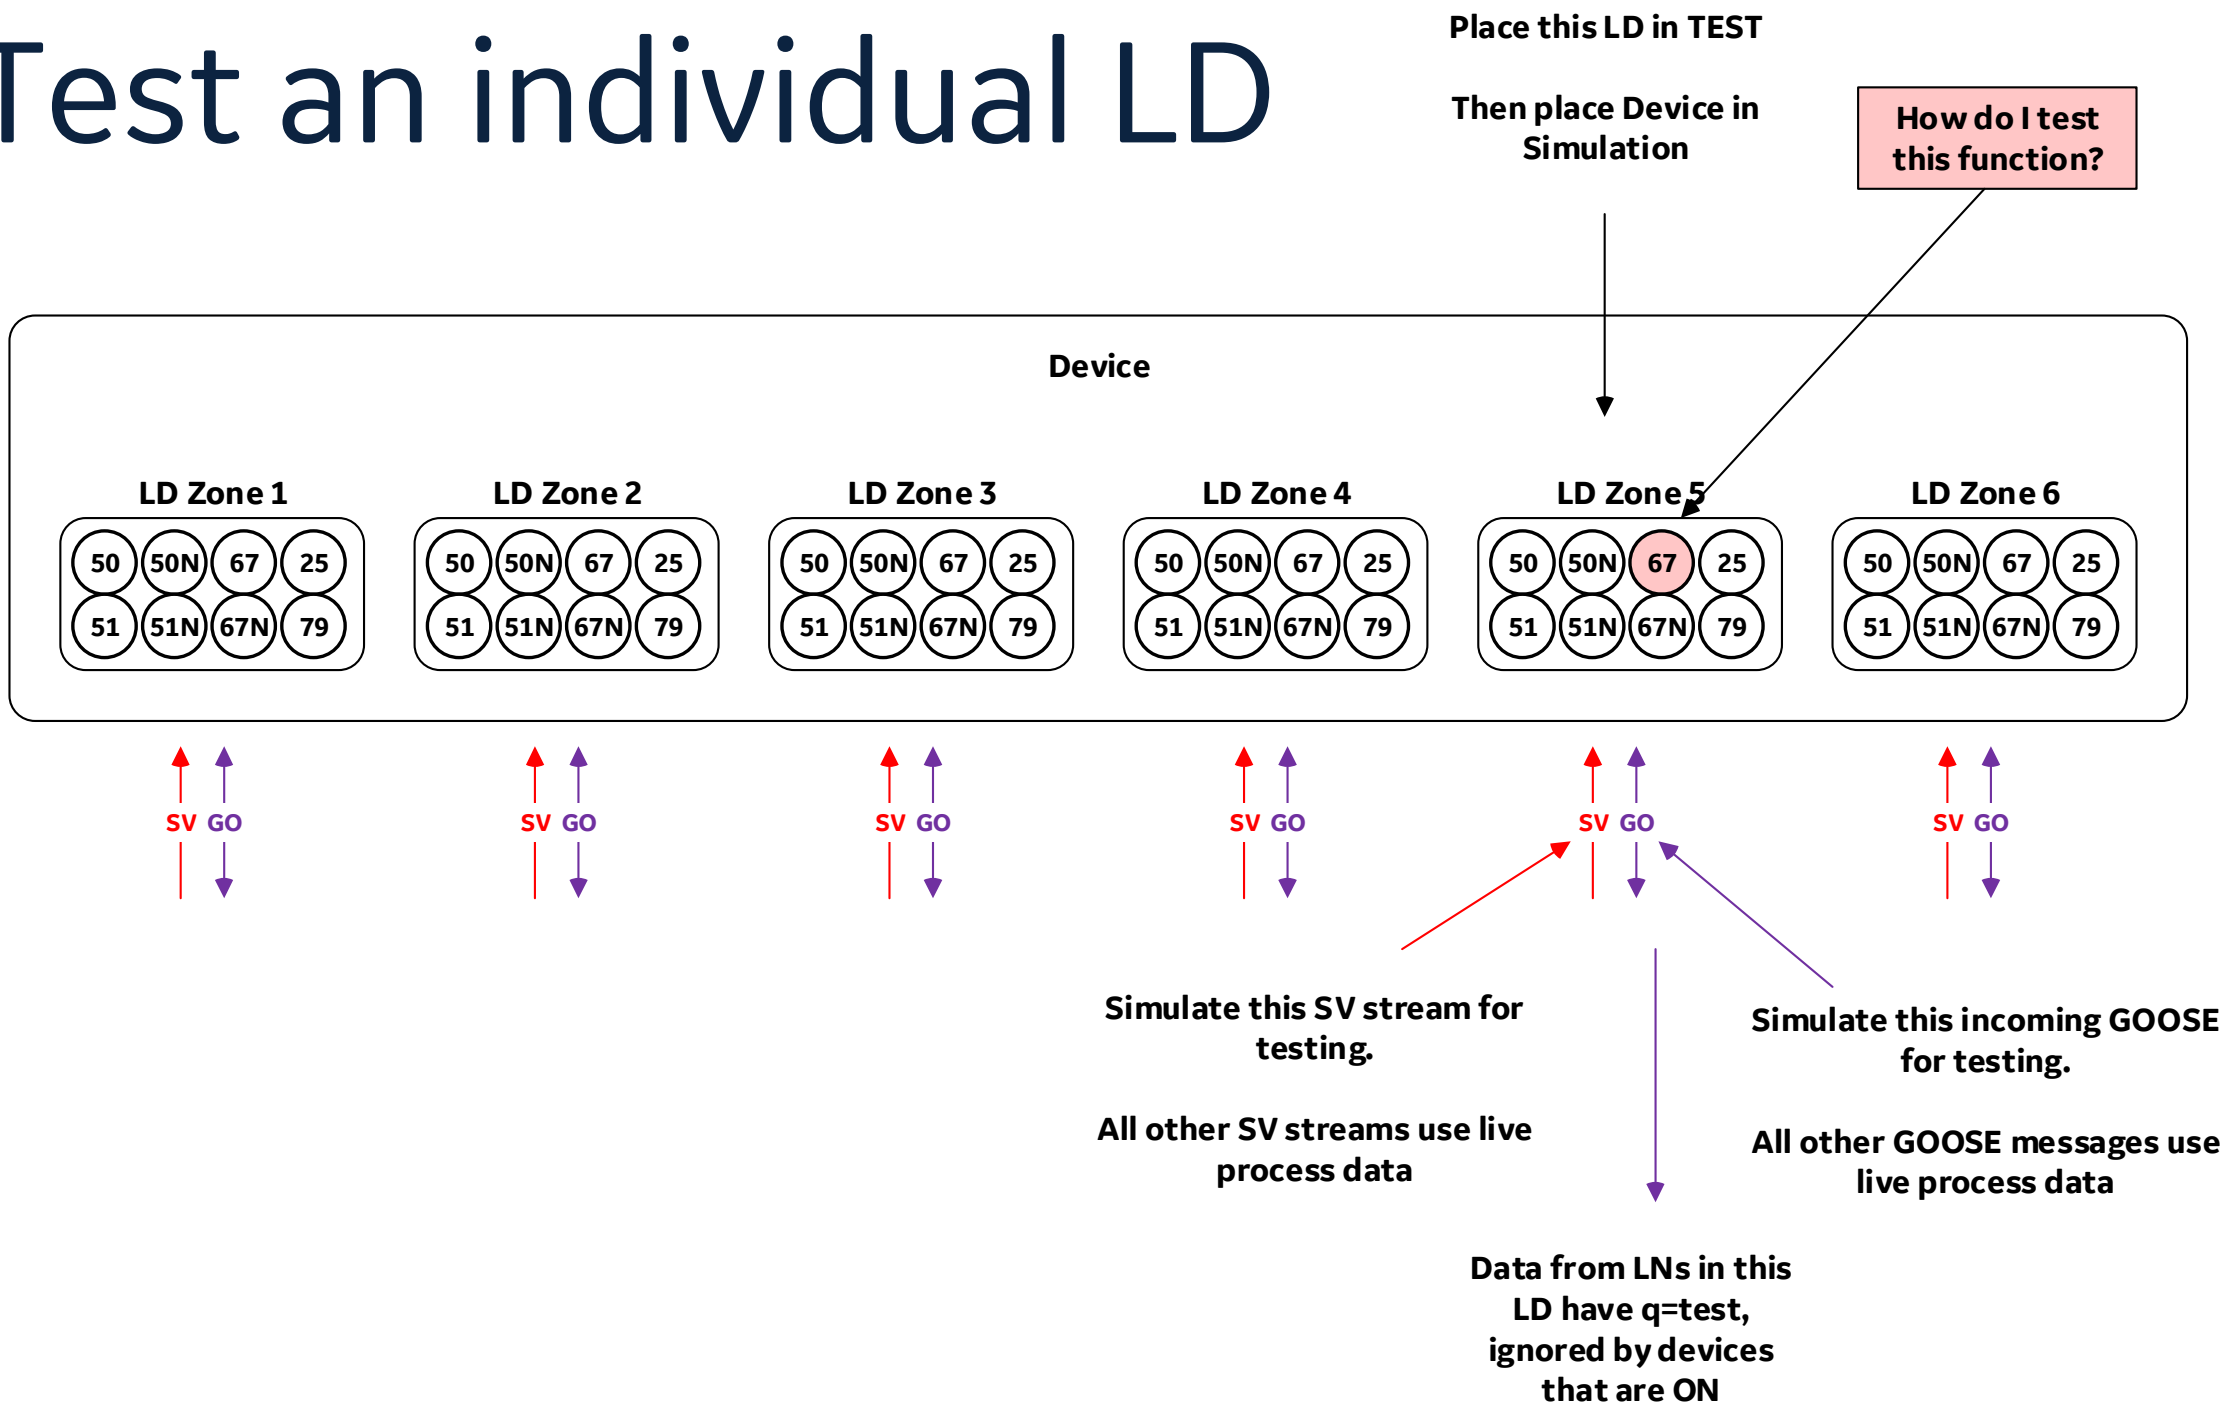 Test an individual LD
Place this LD in TEST
Then place Device in
Simulation
How do I test
this function?
Device
LD Zone 1
50 50N 67 25
51 51N 67N 79
LD Zone 2
50 50N 67 25
51 51N 67N 79
LD Zone 3
50 50N 67 25
51 51N 67N 79
LD Zone 4
50 50N 67 25
51 51N 67N 79
LD Zone 5
50 50N 67 25
51 51N 67N 79
LD Zone 6
50 50N 67 25
51 51N 67N 79
SV GO
SV GO
SV GO
SV GO
SV GO
SV GO
Simulate this SV stream for
testing.
All other SV streams use live
process data
Simulate this incoming GOOSE
for testing.
All other GOOSE messages use
live process data
Data from LNs in this
LD have q=test,
ignored by devices
that are ON